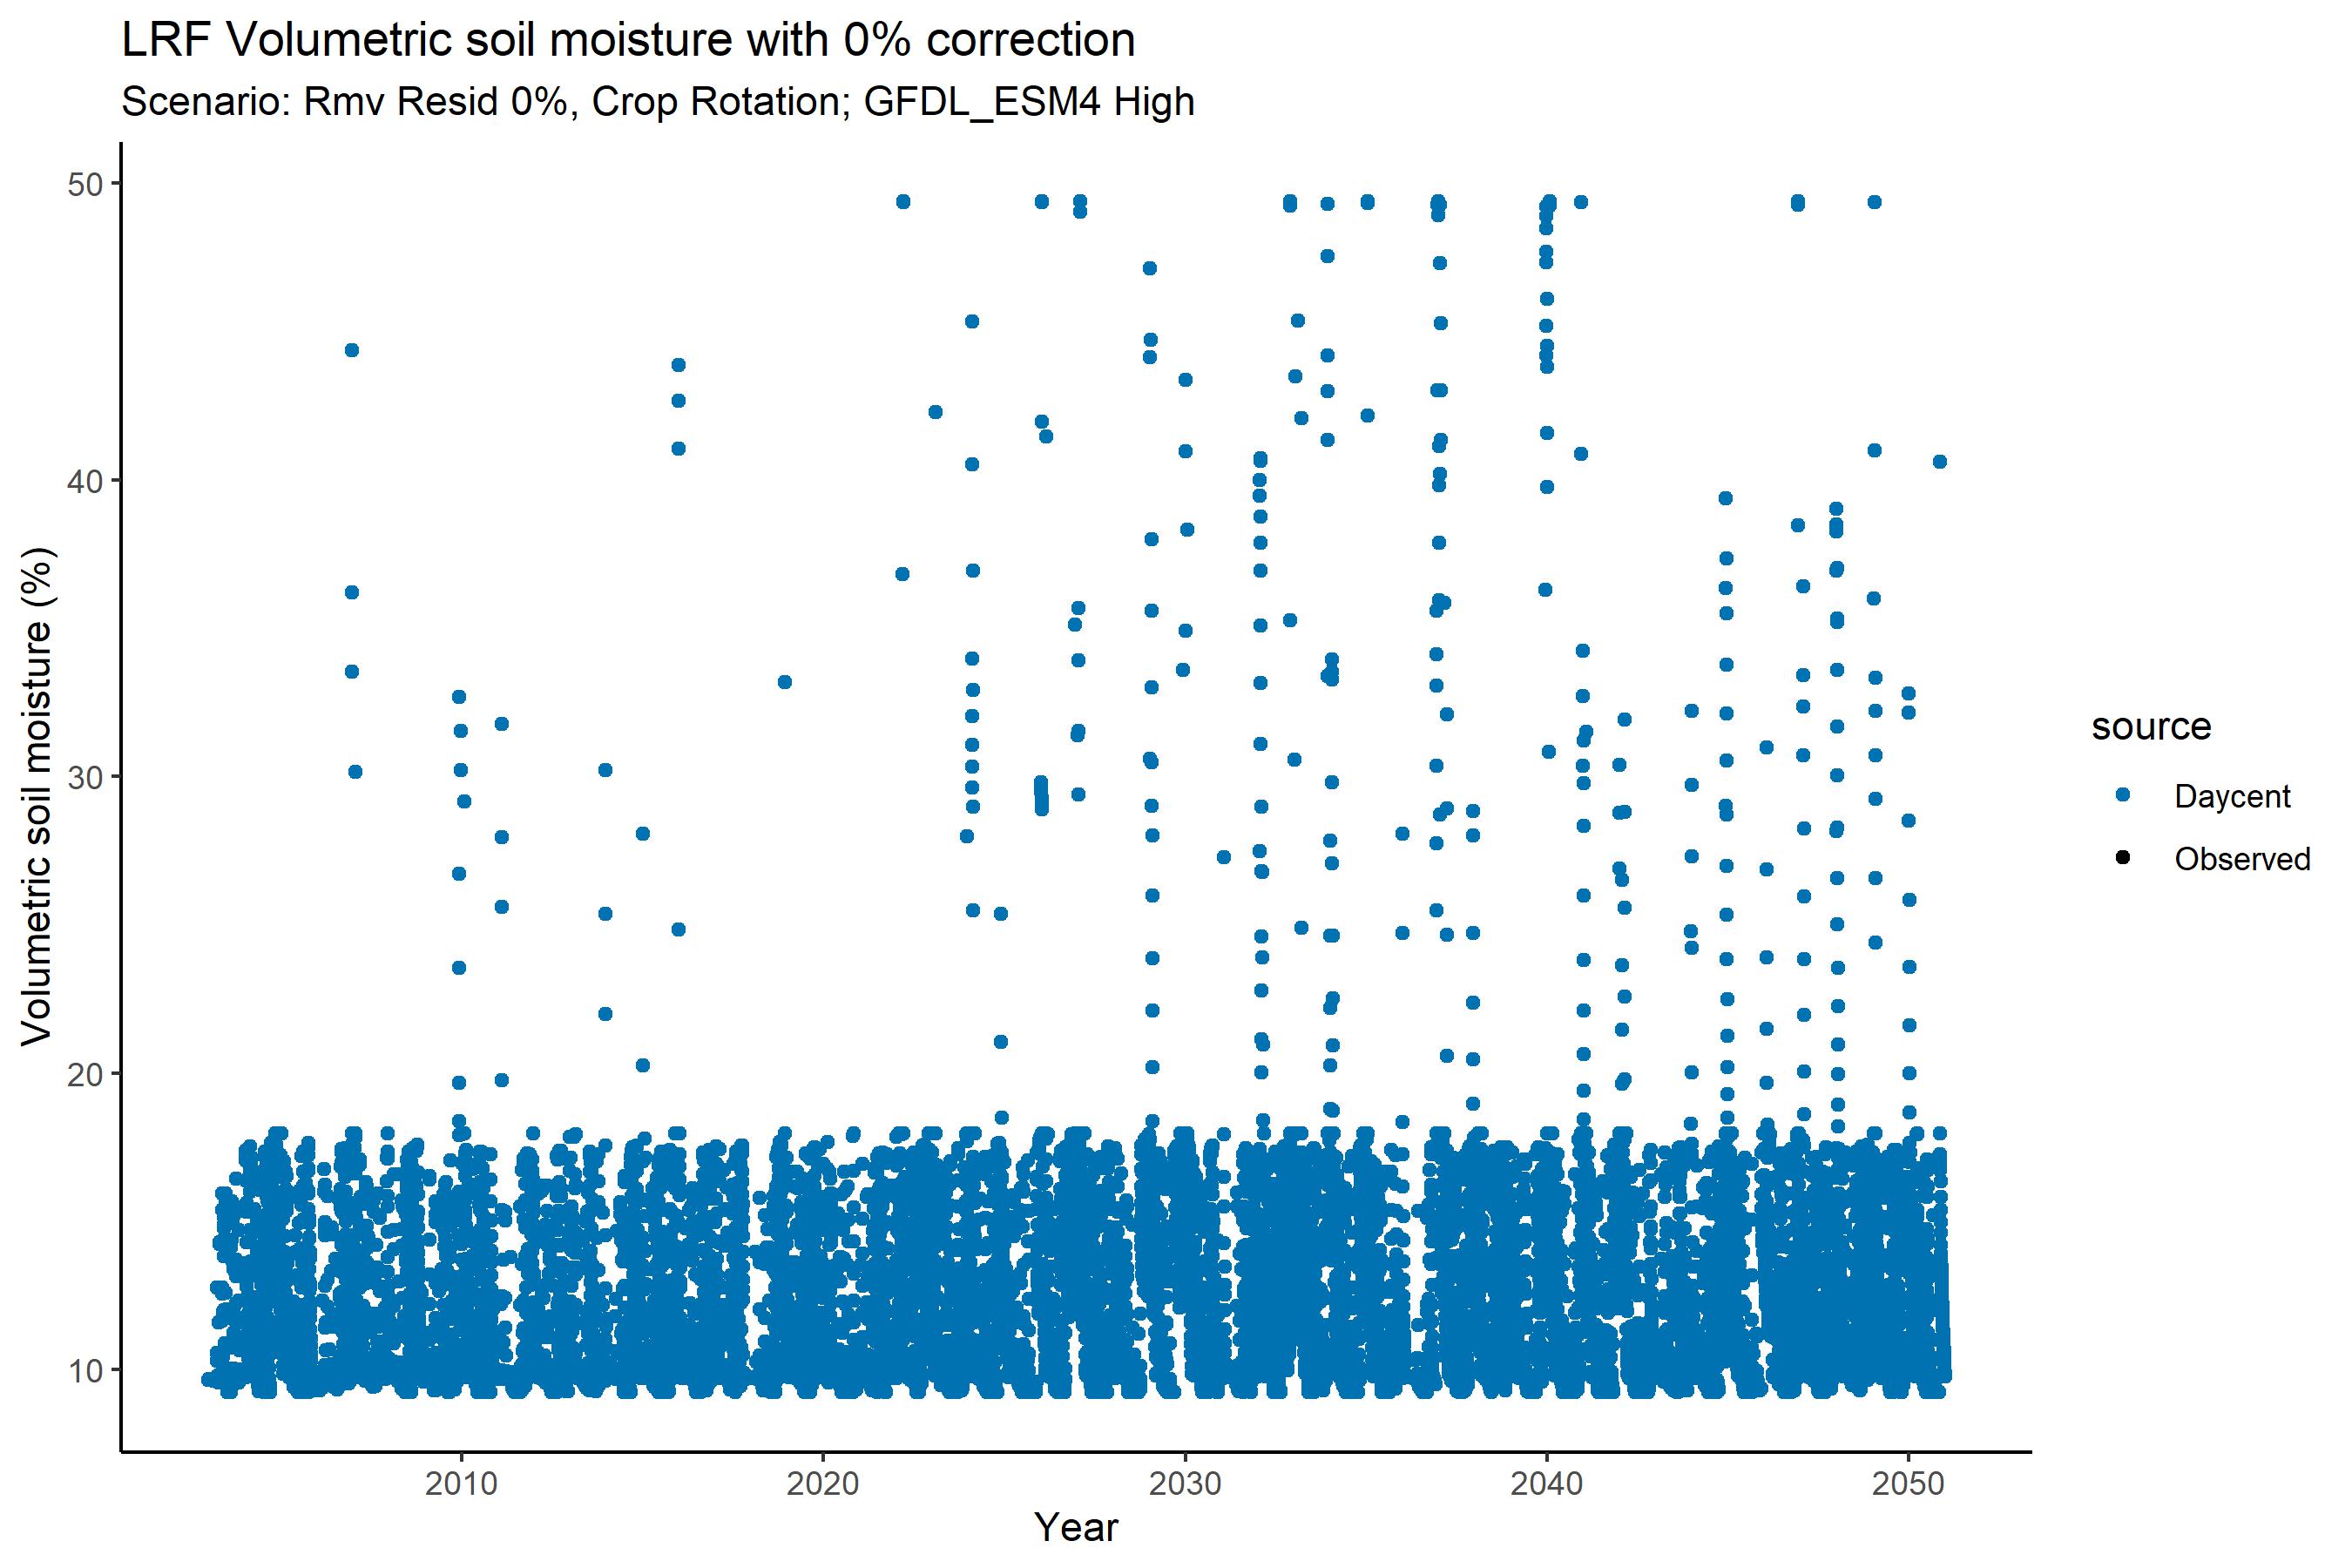 LRF Volumetric soil moisture with 0% correction
Scenario: Rmv Resid 0%, Crop Rotation; GFDL_ESM4 High
Volumetric soil moisture (%)
50
40
30
20
10
2010
2020
2030
2040
2050
Year
source
Daycent
Observed